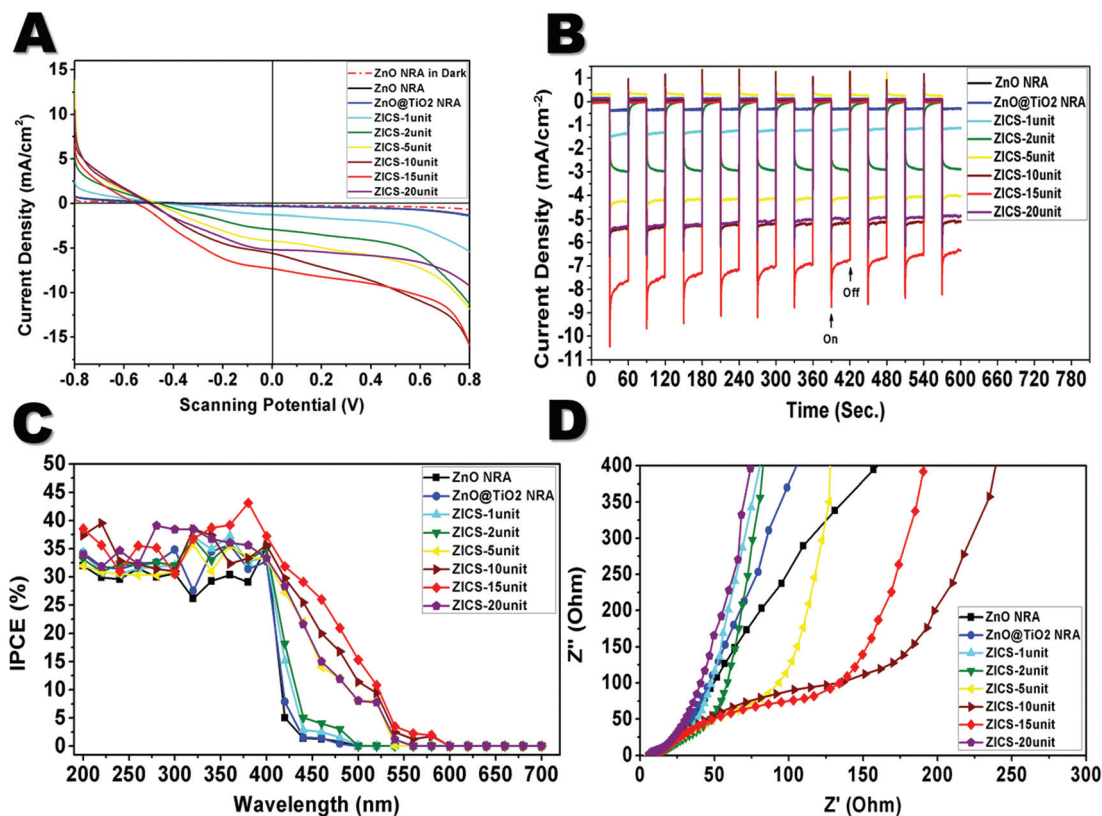 A
Current Density (mA/cm²)
15
10
5
0
-5
-10
-15
-0.8 -0.6 -0.4 -0.2 0.0 0.2 0.4 0.6 0.8
Scanning Potential (V)
ZnO NRA in Dark
ZnO NRA
ZnO@TiO2 NRA
ZICS-1unit
ZICS-2unit
ZICS-5unit
ZICS-10unit
ZICS-15unit
ZICS-20unit
B
Current Density (mA/cm⁻²)
1
0
-1
-2
-3
-4
-5
-6
-7
-8
-9
-10
-11
0 60 120 180 240 300 360 420 480 540 600 660 720 780
Time (Sec.)
ZnO NRA
ZnO@TiO2 NRA
ZICS-1unit
ZICS-2unit
ZICS-5unit
ZICS-10unit
ZICS-15unit
ZICS-20unit
Off
On
C
IPCE (%)
50
45
40
35
30
25
20
15
10
5
0
200 250 300 350 400 450 500 550 600 650 700
Wavelength (nm)
ZnO NRA
ZnO@TiO2 NRA
ZICS-1unit
ZICS-2unit
ZICS-5unit
ZICS-10unit
ZICS-15unit
ZICS-20unit
D
Z'' (Ohm)
400
350
300
250
200
150
100
50
0
0 50 100 150 200 250 300
Z' (Ohm)
ZnO NRA
ZnO@TiO2 NRA
ZICS-1unit
ZICS-2unit
ZICS-5unit
ZICS-10unit
ZICS-15unit
ZICS-20unit